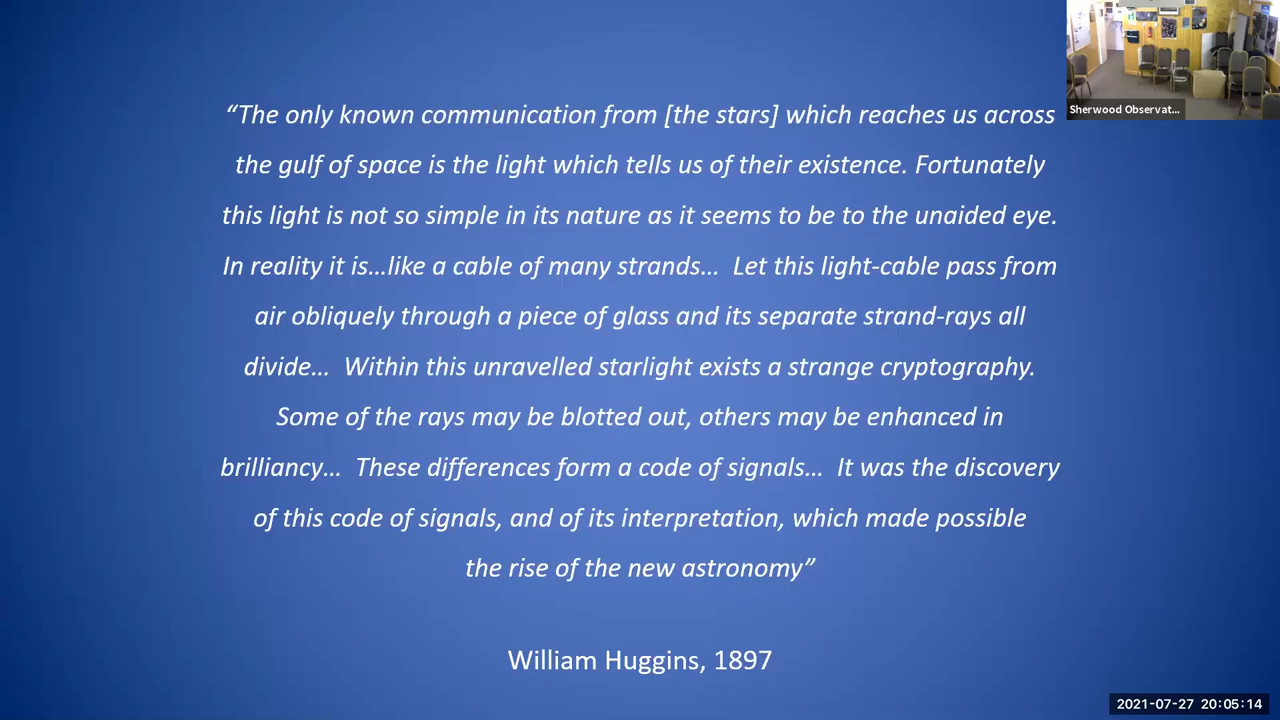 “The only known communication from [the stars] which reaches us across
the gulf of space is the light which tells us of their existence. Fortunately
this light is not so simple in its nature as it seems to be to the unaided eye.
In reality it is…like a cable of many strands…  Let this light-cable pass from
air obliquely through a piece of glass and its separate strand-rays all
divide…  Within this unravelled starlight exists a strange cryptography.
Some of the rays may be blotted out, others may be enhanced in
brilliancy…  These differences form a code of signals…  It was the discovery
of this code of signals, and of its interpretation, which made possible
the rise of the new astronomy”
William Huggins, 1897
Sherwood Observat...
2021-07-27 20:05:14